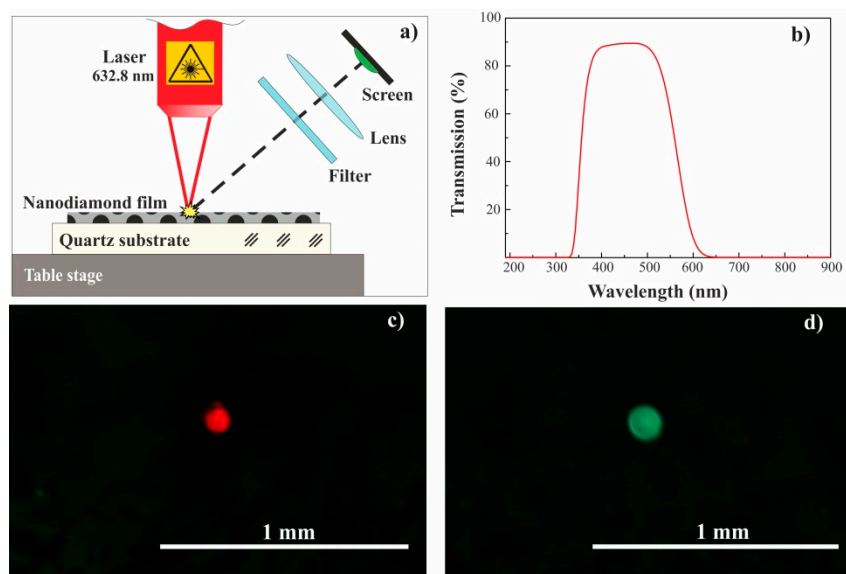 a)
Laser
632.8 nm
Screen
Lens
Filter
Nanodiamond film
Quartz substrate
Table stage
b)
Transmission (%)
100
80
60
40
20
200 300 400 500 600 700 800 900
Wavelength (nm)
c)
1 mm
d)
1 mm